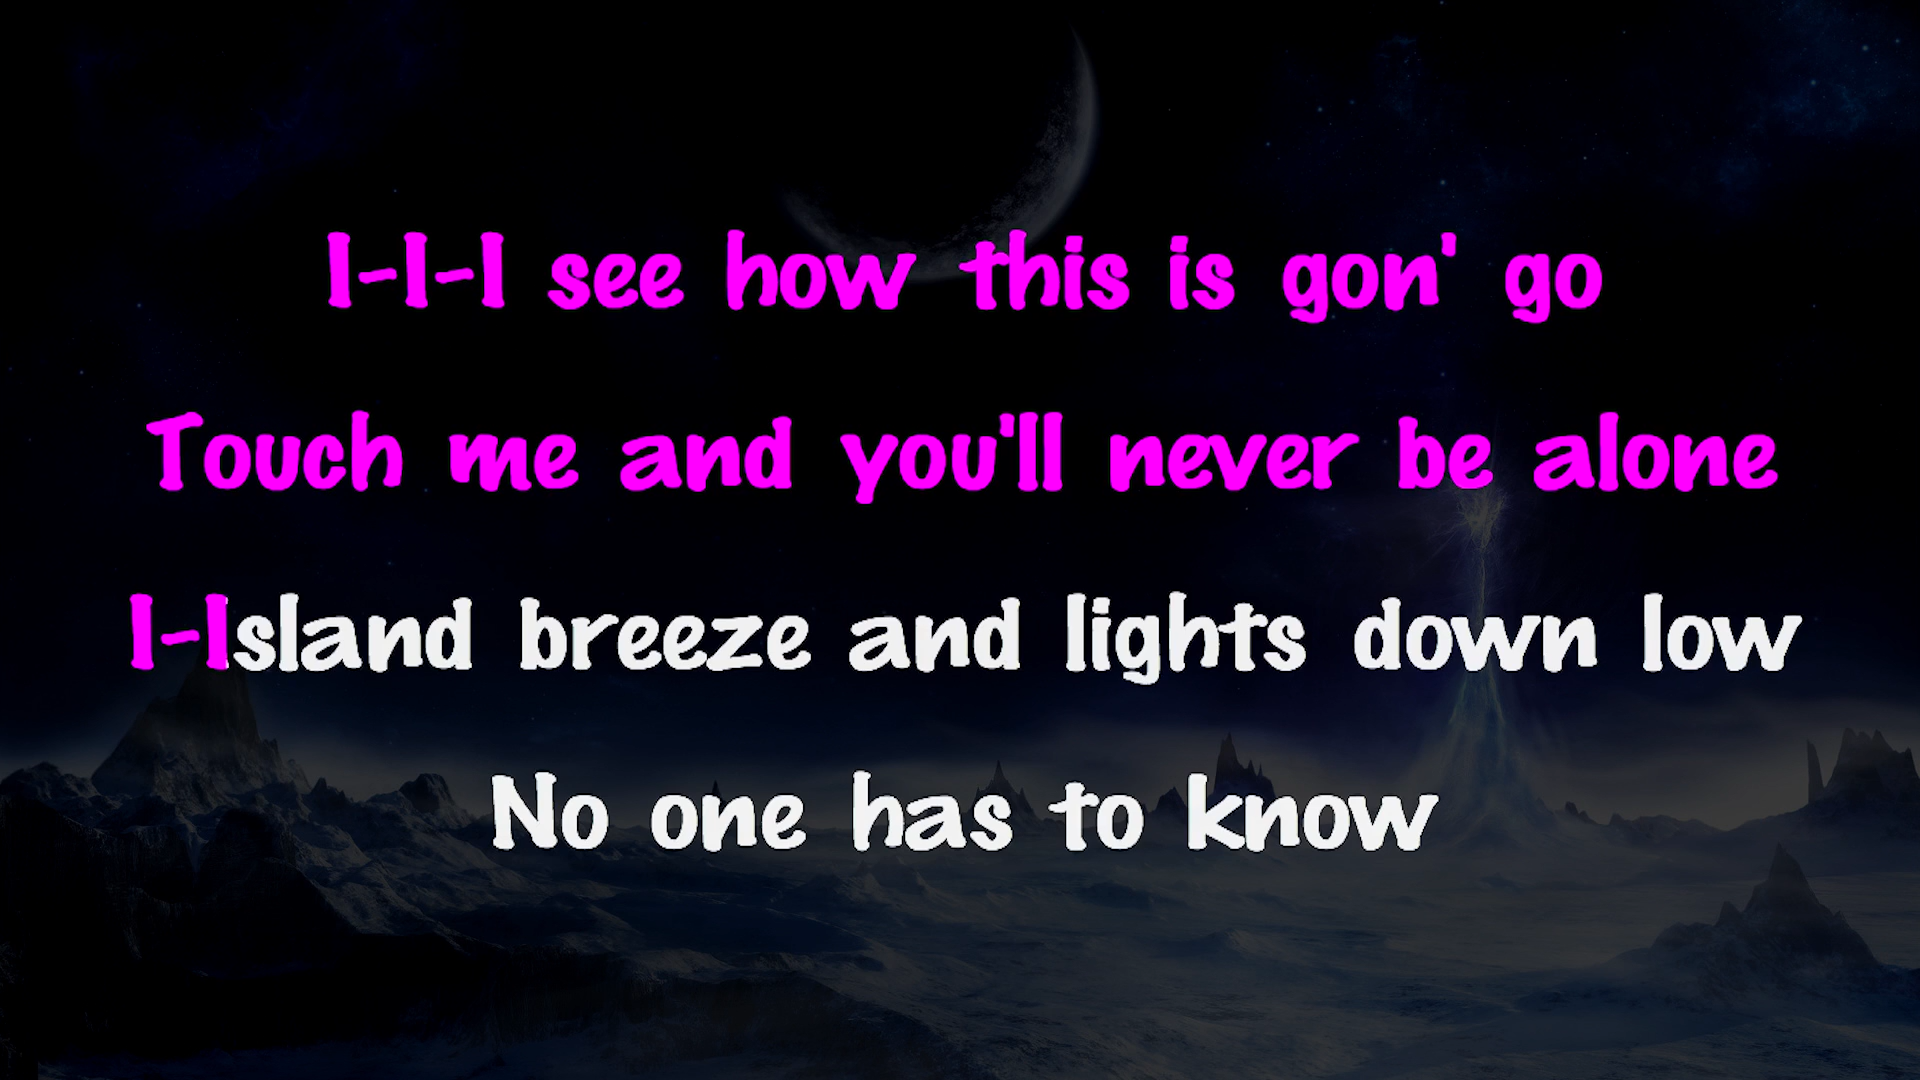 I-I-I see how this is gon' go
Touch me and you'll never be alone
I-Island breeze and lights down low
No one has to know